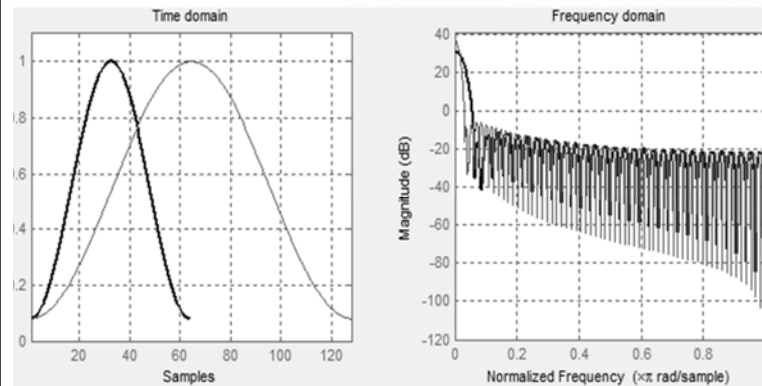 Time domain
1
.8
.6
.4
.2
0
20 40 60 80 100 120
Samples
Frequency domain
40
20
0
-20
-40
-60
-80
-100
-120
Magnitude (dB)
0 0.2 0.4 0.6 0.8
Normalized Frequency (×π rad/sample)